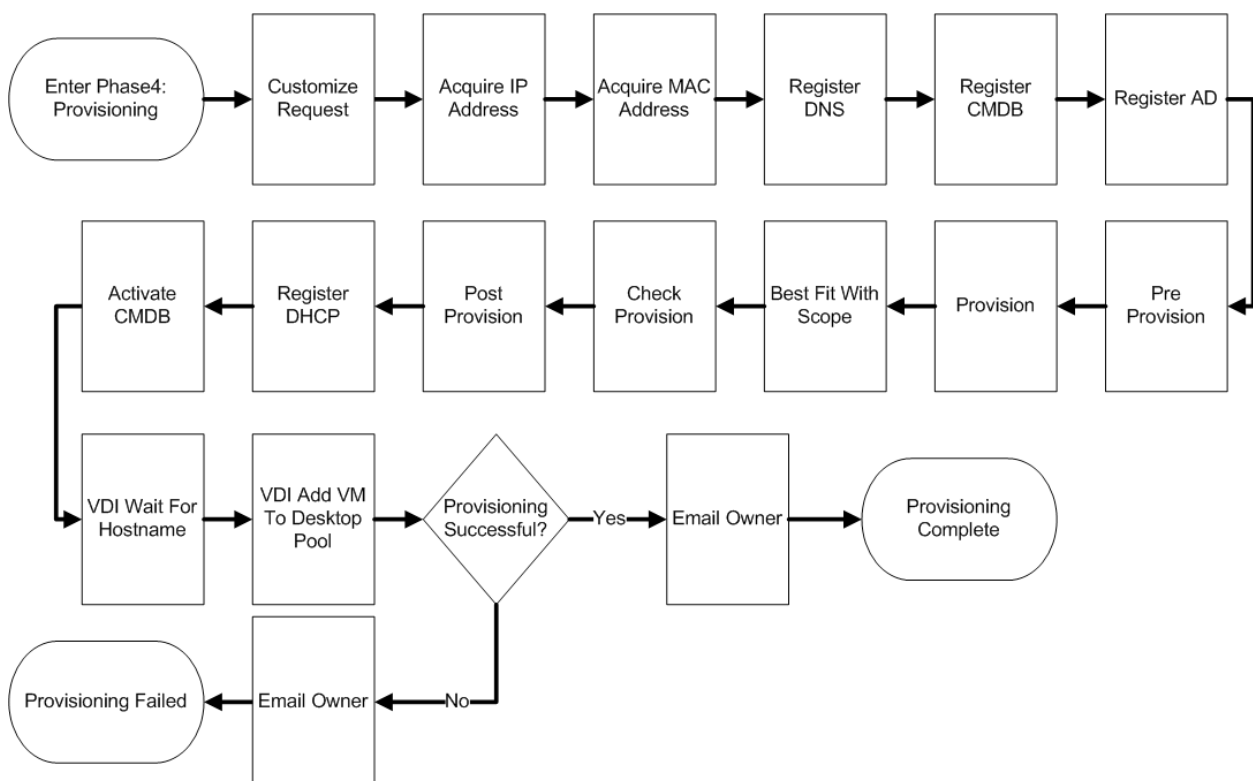 Enter Phase4:
Provisioning
Customize
Request
Acquire IP
Address
Acquire MAC
Address
Register
DNS
Register
CMDB
Register AD
Pre
Provision
Provision
Best Fit With
Scope
Check
Provision
Post
Provision
Register
DHCP
Activate
CMDB
VDI Wait For
Hostname
VDI Add VM
To Desktop
Pool
Provisioning
Successful?
Yes
Email Owner
Provisioning
Complete
No
Email Owner
Provisioning Failed